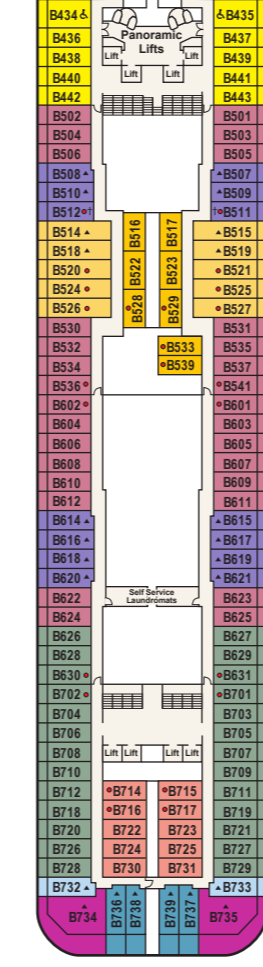 B434 ♿ ♿ B435
B436 Panoramic B437
B438 Lift Lifts Lift B439
B440 Lift Lift B441
B442 B443
B502 B501
B504 B503
B506 B505
B508 ▲ ▲ B507
B510 ▲ ▲ B509
B512 ●† †● B511
B514 ▲ B516 B517 ▲ B515
B518 ▲ ▲ B519
B520 ● B522 B523 ● B521
B524 ● ● B525
B526 ● ● B528 ● B529 ● B527
B530 B531
B532 ● B533 B535
B534 ● B539 B537
B536 ● ● B541
B602 ● ● B601
B604 B603
B606 B605
B608 B607
B610 B609
B612 B611
B614 ▲ ▲ B615
B616 ▲ ▲ B617
B618 ▲ ▲ B619
B620 ▲ ▲ B621
B622 Self Service B623
B624 Laundromats B625
B626 B627
B628 B629
B630 ● ● B631
B702 ● ● B701
B704 B703
B706 B705
B708 Lift Lift Lift Lift B707
B710 B709
B712 ● B714 ● B715 B711
B718 ● B716 ● B717 B719
B720 B722 B723 B721
B726 B724 B725 B727
B728 B730 B731 B729
B732 ▲ ▲ B733
▲ B734 ▲ B736 ▲ B738 ▲ B739 ▲ B737 ▲ B735